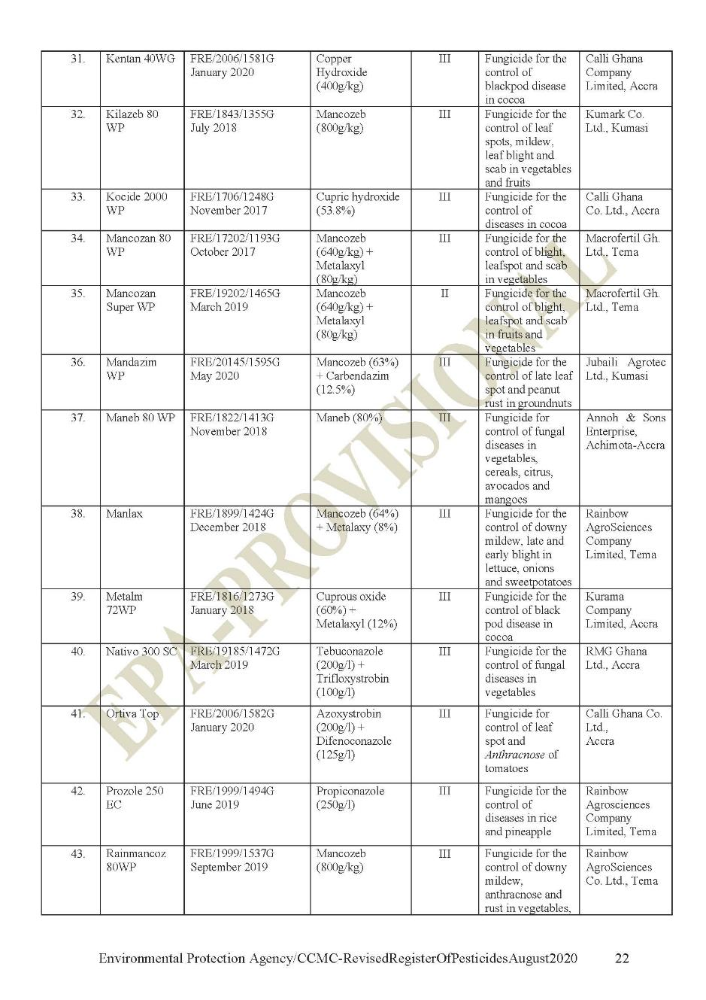 31. Kentan 40WG FRE/2006/1581G Copper III Fungicide for the Calli Ghana
January 2020 Hydroxide control of Company
(400g/kg) blackpod disease Limited, Accra
in cocoa
32. Kilazeb 80 FRE/1843/1355G Mancozeb III Fungicide for the Kumark Co.
WP July 2018 (800g/kg) control of leaf Ltd., Kumasi
spots, mildew,
leaf blight and
scab in vegetables
and fruits
33. Kocide 2000 FRE/1706/1248G Cupric hydroxide III Fungicide for the Calli Ghana
WP November 2017 (53.8%) control of Co. Ltd., Accra
diseases in cocoa
34. Mancozan 80 FRE/17202/1193G Mancozeb III Fungicide for the Macrofertil Gh.
WP October 2017 (640g/kg) + control of blight, Ltd., Tema
Metalaxyl leafspot and scab
(80g/kg) in vegetables
35. Mancozan FRE/19202/1465G Mancozeb II Fungicide for the Macrofertil Gh.
Super WP March 2019 (640g/kg) + control of blight, Ltd., Tema
Metalaxyl leafspot and scab
(80g/kg) in fruits and
vegetables
36. Mandazim FRE/20145/1595G Mancozeb (63%) III Fungicide for the Jubaili Agrotec
WP May 2020 + Carbendazim control of late leaf Ltd., Kumasi
(12.5%) spot and peanut
rust in groundnuts
37. Maneb 80 WP FRE/1822/1413G Maneb (80%) III Fungicide for Annoh & Sons
November 2018 control of fungal Enterprise,
diseases in Achimota-Accra
vegetables,
cereals, citrus,
avocados and
mangoes
38. Manlax FRE/1899/1424G Mancozeb (64%) III Fungicide for the Rainbow
December 2018 + Metalaxy (8%) control of downy AgroSciences
mildew, late and Company
early blight in Limited, Tema
lettuce, onions
and sweetpotatoes
39. Metalm FRE/1816/1273G Cuprous oxide III Fungicide for the Kurama
72WP January 2018 (60%) + control of black Company
Metalaxyl (12%) pod disease in Limited, Accra
cocoa
40. Nativo 300 SC FRE/19185/1472G Tebuconazole III Fungicide for the RMG Ghana
March 2019 (200g/l) + control of fungal Ltd., Accra
Trifloxystrobin diseases in
(100g/l) vegetables
41. Ortiva Top FRE/2006/1582G Azoxystrobin III Fungicide for Calli Ghana Co.
January 2020 (200g/l) + control of leaf Ltd.,
Difenoconazole spot and Accra
(125g/l) Anthracnose of
tomatoes
42. Prozole 250 FRE/1999/1494G Propiconazole III Fungicide for the Rainbow
EC June 2019 (250g/l) control of Agrosciences
diseases in rice Company
and pineapple Limited, Tema
43. Rainmancoz FRE/1999/1537G Mancozeb III Fungicide for the Rainbow
80WP September 2019 (800g/kg) control of downy AgroSciences
mildew, Co. Ltd., Tema
anthracnose and
rust in vegetables,
EPA-PROVISIONAL
Environmental Protection Agency/CCMC-RevisedRegisterOfPesticidesAugust2020 22